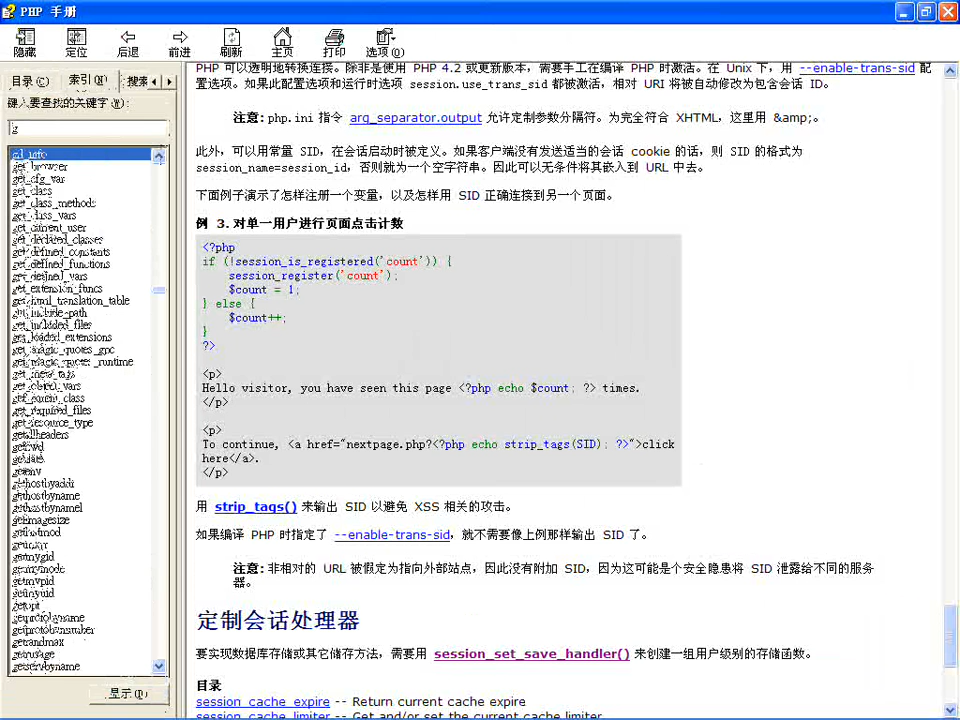 PHP 手册
隐藏 定位 后退 前进 刷新 主页 打印 选项(O)
目录(C) 索引(N) 搜索
键入要查找的关键字(W):
g
gd_info
get_browser
get_cfg_var
get_class
get_class_methods
get_class_vars
get_current_user
get_declared_classes
get_defined_constants
get_defined_functions
get_defined_vars
get_extension_funcs
get_html_translation_table
get_include_path
get_included_files
get_loaded_extensions
get_magic_quotes_gpc
get_magic_quotes_runtime
get_meta_tags
get_object_vars
get_parent_class
get_required_files
get_resource_type
getallheaders
getcwd
getdate
getenv
gethostbyaddr
gethostbyname
gethostbynamel
getimagesize
getlastmod
getmxrr
getmygid
getmyinode
getmypid
getmyuid
getopt
getprotobyname
getprotobynumber
getrandmax
getrusage
getservbyname
显示(D)
PHP 可以透明地转换连接。除非是使用 PHP 4.2 或更新版本，需要手工在编译 PHP 时激活。在 Unix 下，用 --enable-trans-sid 配
置选项。如果此配置选项和运行时选项 session.use_trans_sid 都被激活，相对 URI 将被自动修改为包含会话 ID。
注意: php.ini 指令 arg_separator.output 允许定制参数分隔符。为完全符合 XHTML，这里用 &amp;。
此外，可以用常量 SID，在会话启动时被定义。如果客户端没有发送适当的会话 cookie 的话，则 SID 的格式为
session_name=session_id，否则就为一个空字符串。因此可以无条件将其嵌入到 URL 中去。
下面例子演示了怎样注册一个变量，以及怎样用 SID 正确连接到另一个页面。
例 3. 对单一用户进行页面点击计数
<?php
if (!session_is_registered('count')) {
session_register('count');
$count = 1;
} else {
$count++;
}
?>
<p>
Hello visitor, you have seen this page <?php echo $count; ?> times.
</p>
<p>
To continue, <a href="nextpage.php?<?php echo strip_tags(SID); ?>">click
here</a>.
</p>
用 strip_tags() 来输出 SID 以避免 XSS 相关的攻击。
如果编译 PHP 时指定了 --enable-trans-sid，就不需要像上例那样输出 SID 了。
注意: 非相对的 URL 被假定为指向外部站点，因此没有附加 SID，因为这可能是个安全隐患将 SID 泄露给不同的服务
器。
定制会话处理器
要实现数据库存储或其它储存方法，需要用 session_set_save_handler() 来创建一组用户级别的存储函数。
目录
session_cache_expire -- Return current cache expire
session_cache_limiter -- Get and/or set the current cache limiter